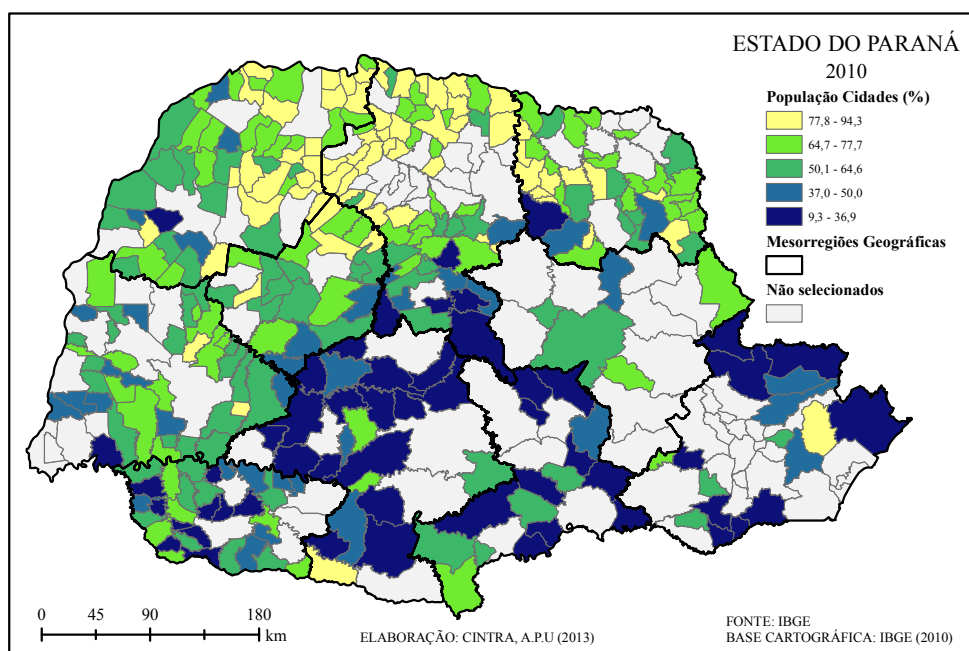 ESTADO DO PARANÁ
2010
População Cidades (%)
77,8 - 94,3
64,7 - 77,7
50,1 - 64,6
37,0 - 50,0
9,3 - 36,9
Mesorregiões Geográficas
Não selecionados
0 45 90 180
km
ELABORAÇÃO: CINTRA, A.P.U (2013)
FONTE: IBGE
BASE CARTOGRÁFICA: IBGE (2010)